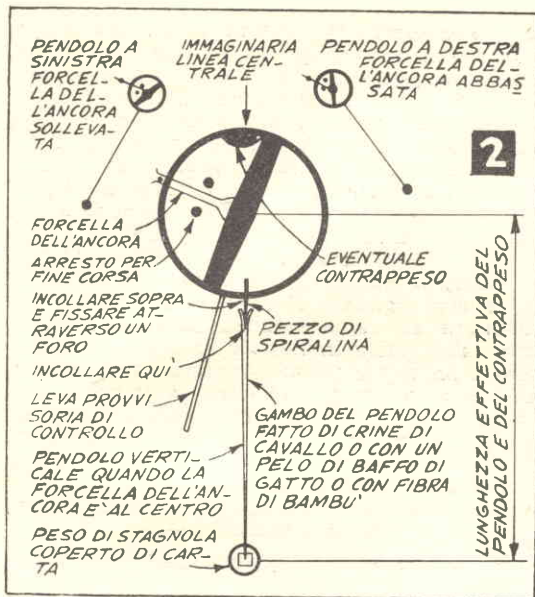 PENDOLO A
SINISTRA
FORCEL-
LA DEL-
L'ANCORA
SOLLEVA-
TA
IMMAGINARIA
LINEA CEN-
TRALE
PENDOLO A DESTRA
FORCELLA DEL-
L'ANCORA ABBAS
SATA
2
FORCELLA
DELL'ANCORA
ARRESTO PER
FINE CORSA
INCOLLARE SOPRA
E FISSARE AT-
TRAVERSO UN
FORO
INCOLLARE QUI'
LEVA PROVVI
SORIA DI
CONTROLLO
PENDOLO VERTI-
CALE QUANDO LA
FORCELLA DELL'AN-
CORA E' AL CENTRO
PESO DI STAGNOLA
COPERTO DI CAR-
TA
EVENTUALE
CONTRAPPESO
PEZZO DI
SPIRALINA
GAMBO DEL PENDOLO
FATTO DI CRINE DI
CAVALLO O CON UN
PELO DI BAFFO DI
GATTO O CON FIBRA
DI BAMBU'
LUNGHEZZA EFFETTIVA DEL
PENDOLO E DEL CONTRAPPESO